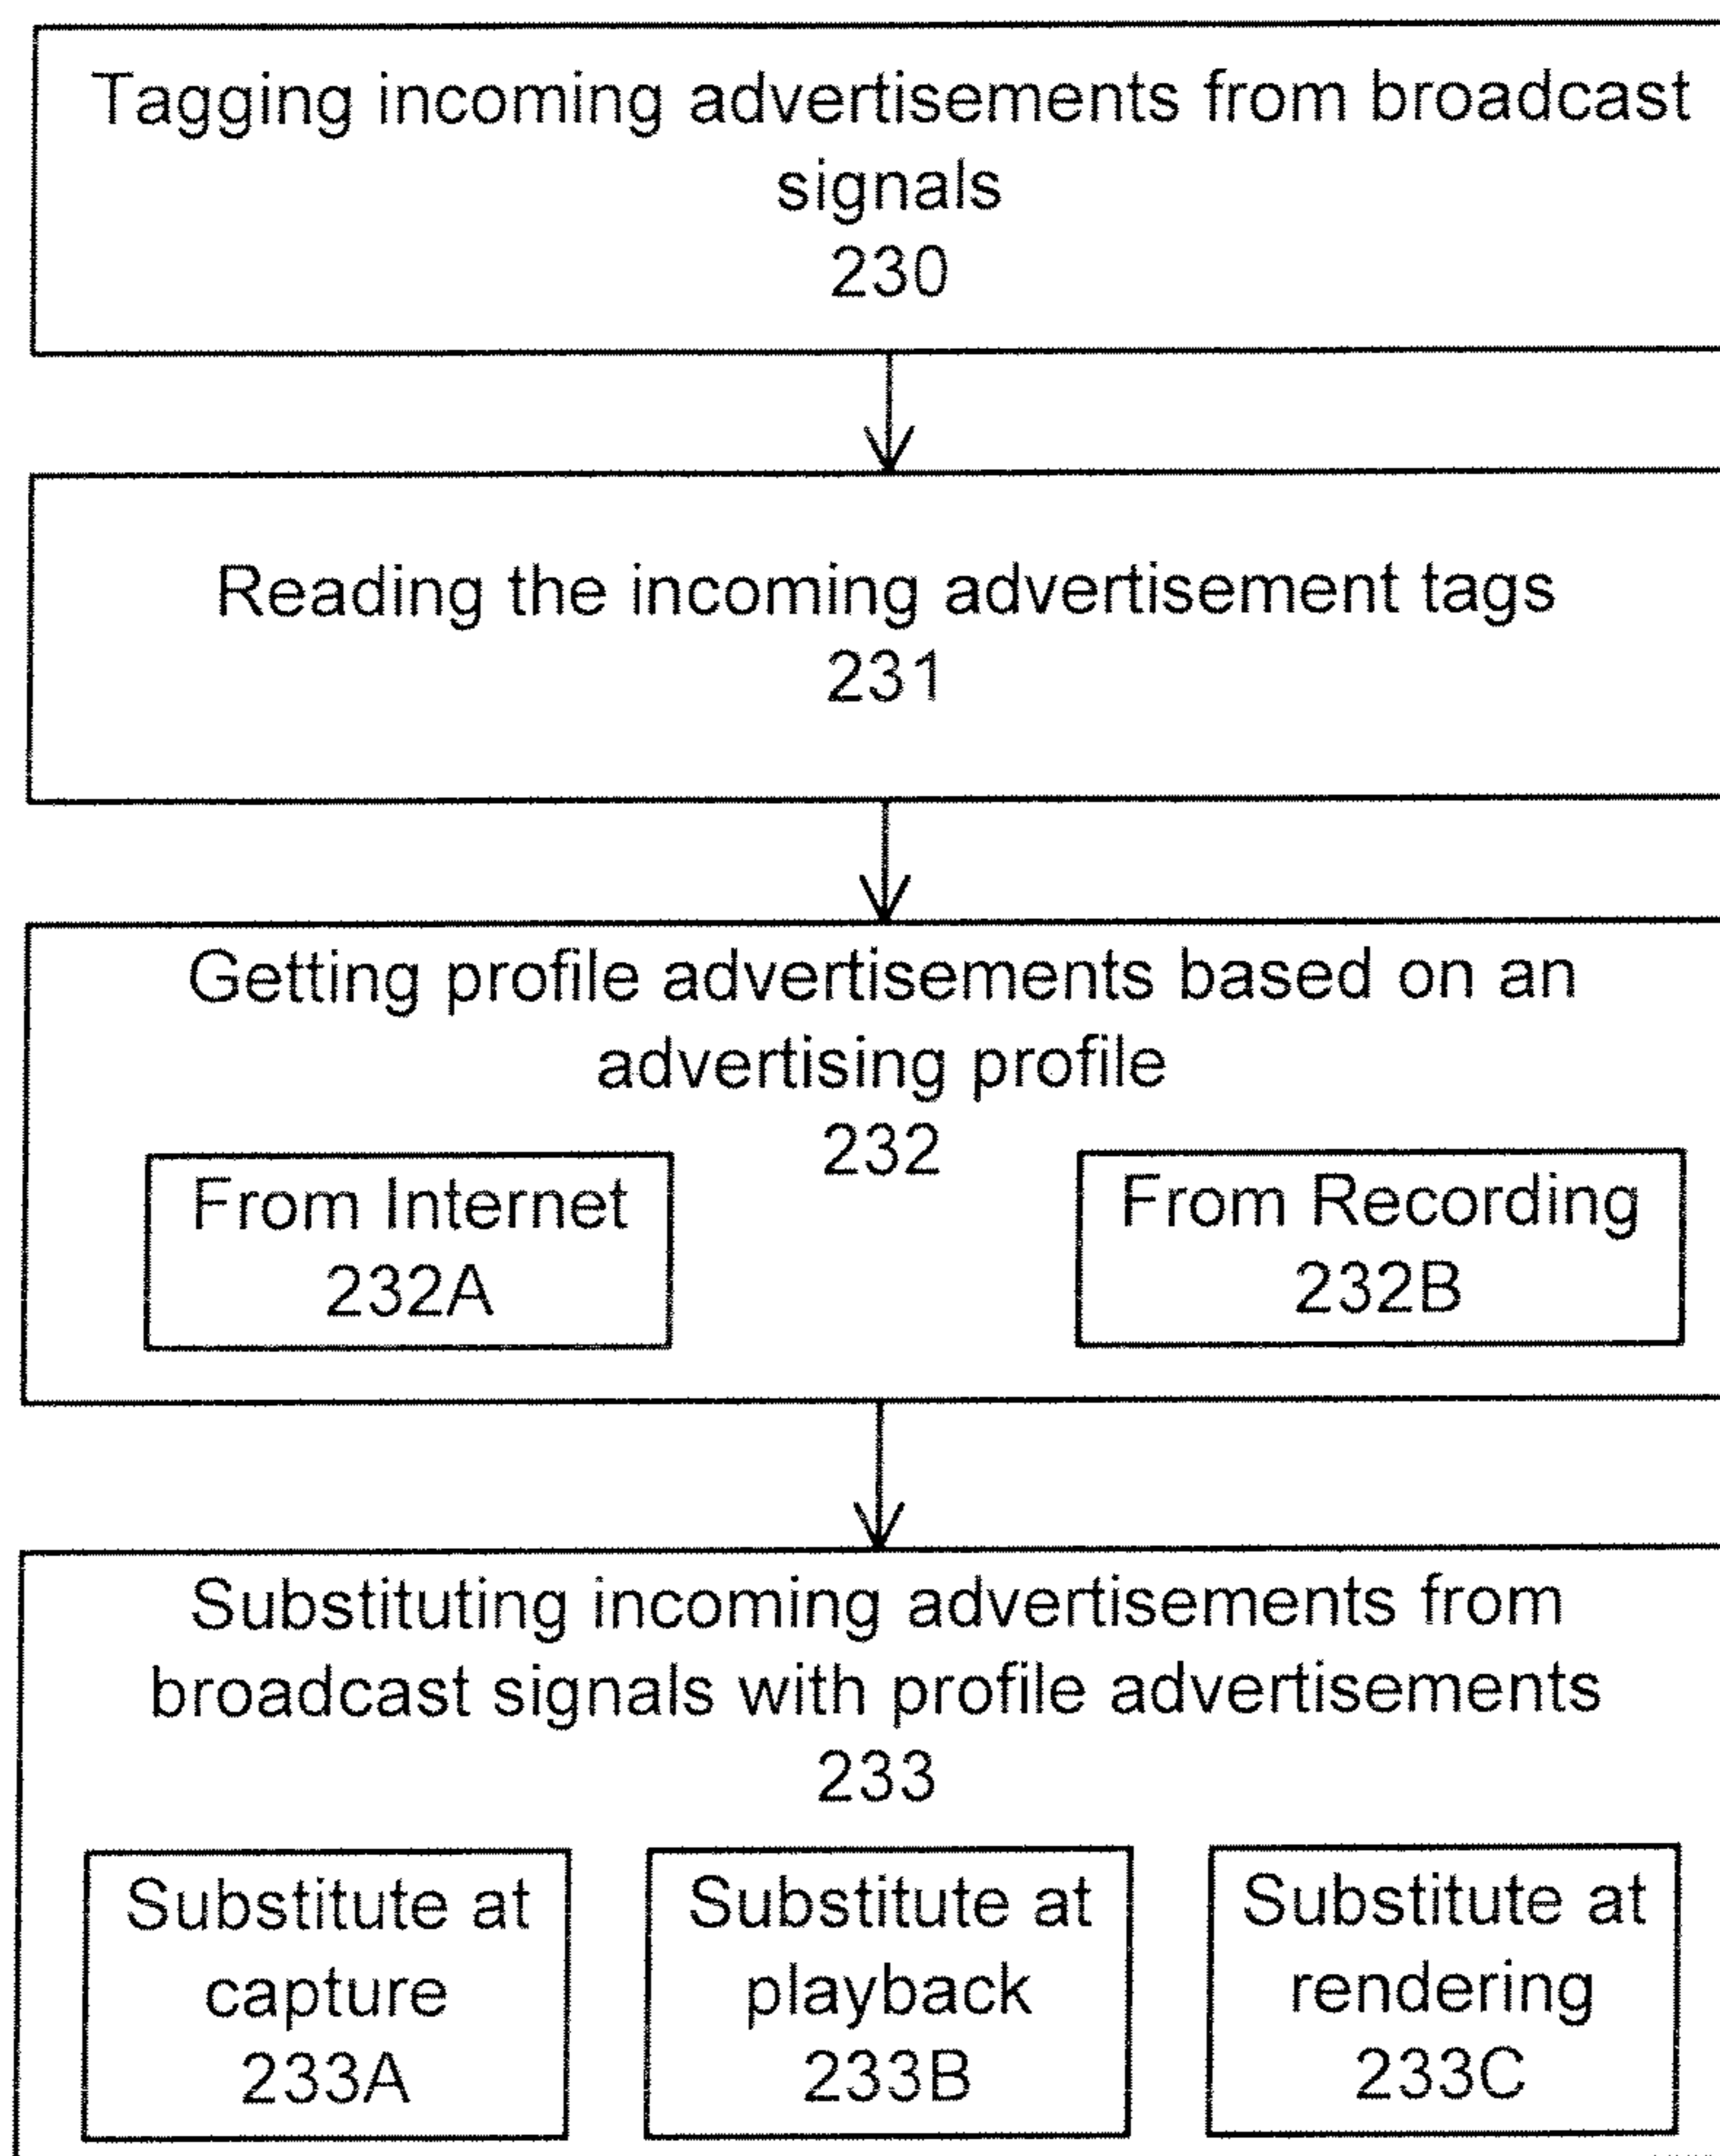 Tagging incoming advertisements from broadcast
signals
230
Reading the incoming advertisement tags
231
Getting profile advertisements based on an
advertising profile
232
From Internet
232A
From Recording
232B
Substituting incoming advertisements from
broadcast signals with profile advertisements
233
Substitute at
capture
233A
Substitute at
playback
233B
Substitute at
rendering
233C